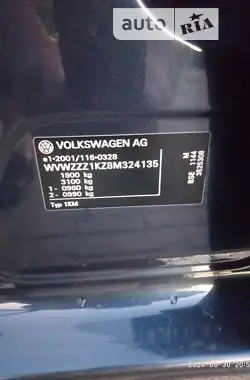 AUTO RIA
VOLKSWAGEN AG
e1*2001/116*0328
WVWZZZ1KZ8M324135
1900 kg
3100 kg
1 - 0960 kg
2 - 0990 kg
Typ 1KM
M
BSE 1144
3525308